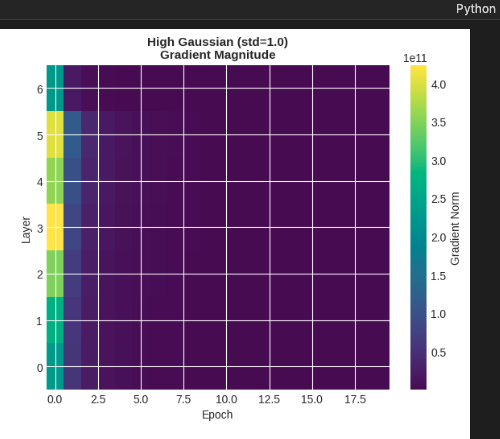 Python
High Gaussian (std=1.0)
Gradient Magnitude
1e11
6
5
4
3
2
1
0
Layer
0.0 2.5 5.0 7.5 10.0 12.5 15.0 17.5
Epoch
4.0
3.5
3.0
2.5
2.0
1.5
1.0
0.5
Gradient Norm